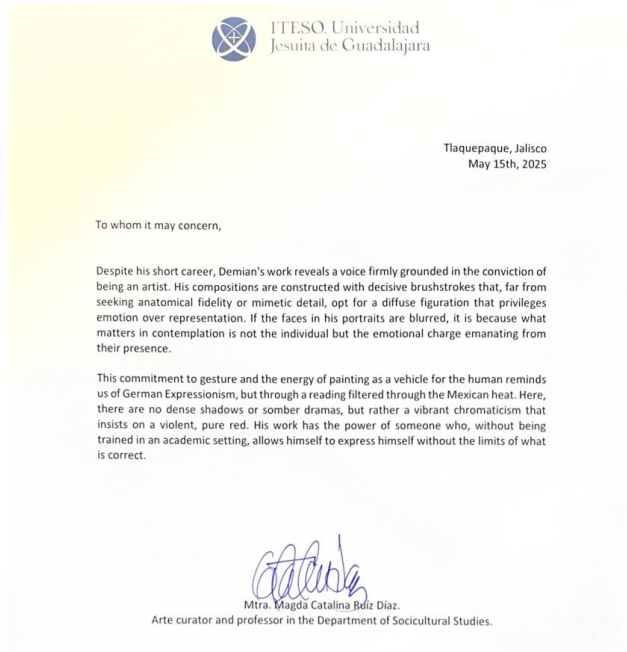 ITESO, Universidad
Jesuita de Guadalajara
Tlaquepaque, Jalisco
May 15th, 2025
To whom it may concern,
Despite his short career, Demian's work reveals a voice firmly grounded in the conviction of
being an artist. His compositions are constructed with decisive brushstrokes that, far from
seeking anatomical fidelity or mimetic detail, opt for a diffuse figuration that privileges
emotion over representation. If the faces in his portraits are blurred, it is because what
matters in contemplation is not the individual but the emotional charge emanating from
their presence.
This commitment to gesture and the energy of painting as a vehicle for the human reminds
us of German Expressionism, but through a reading filtered through the Mexican heat. Here,
there are no dense shadows or somber dramas, but rather a vibrant chromaticism that
insists on a violent, pure red. His work has the power of someone who, without being
trained in an academic setting, allows himself to express himself without the limits of what
is correct.
Mtra. Magda Catalina Ruíz Díaz.
Arte curator and professor in the Department of Socicultural Studies.